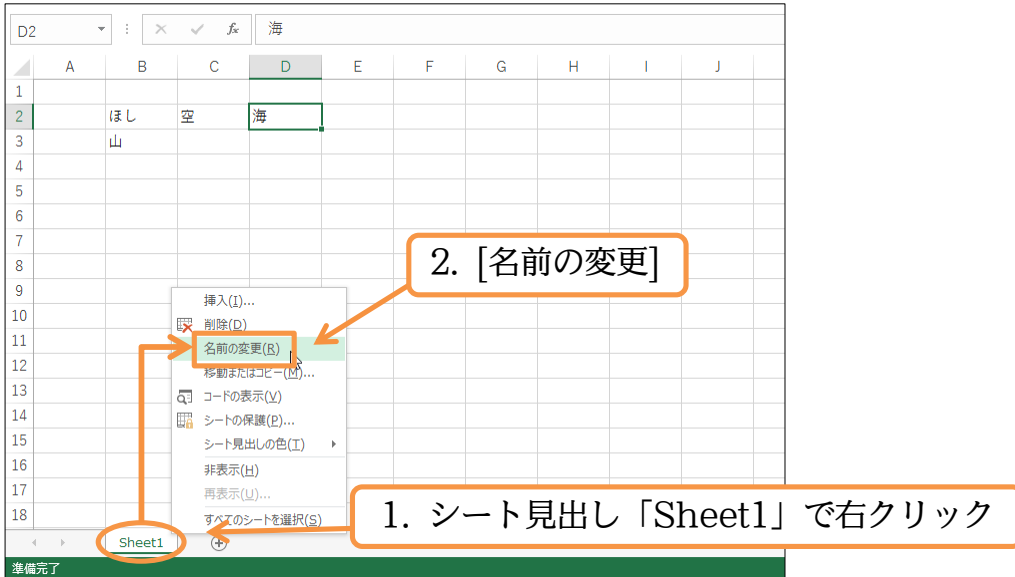 D2 fx 海
A B C D E F G H I J
1
2 ほし 空 海
3 山
4
5
6
7
2. [名前の変更]
8
9
挿入(I)...
10
削除(D)
11
名前の変更(R)
12
移動またはコピー(M)...
13
コードの表示(V)
14
シートの保護(P)...
15
シート見出しの色(T)
16
非表示(H)
17
再表示(U)...
18
すべてのシートを選択(S)
1. シート見出し「Sheet1」で右クリック
Sheet1
準備完了